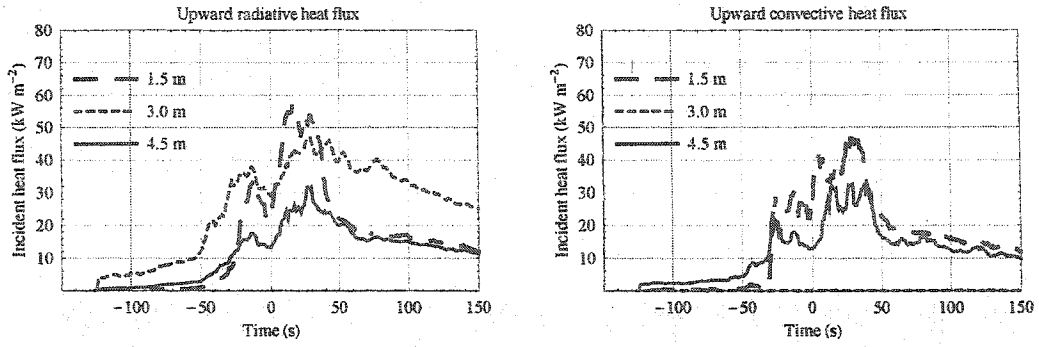 Upward radiative heat flux
Incident heat flux (kW m⁻²)
80
70
60
50
40
30
20
10
1.5 m
3.0 m
4.5 m
−100 −50 0 50 100 150
Time (s)
Upward convective heat flux
Incident heat flux (kW m⁻²)
80
70
60
50
40
30
20
10
1.5 m
3.0 m
4.5 m
−100 −50 0 50 100 150
Time (s)